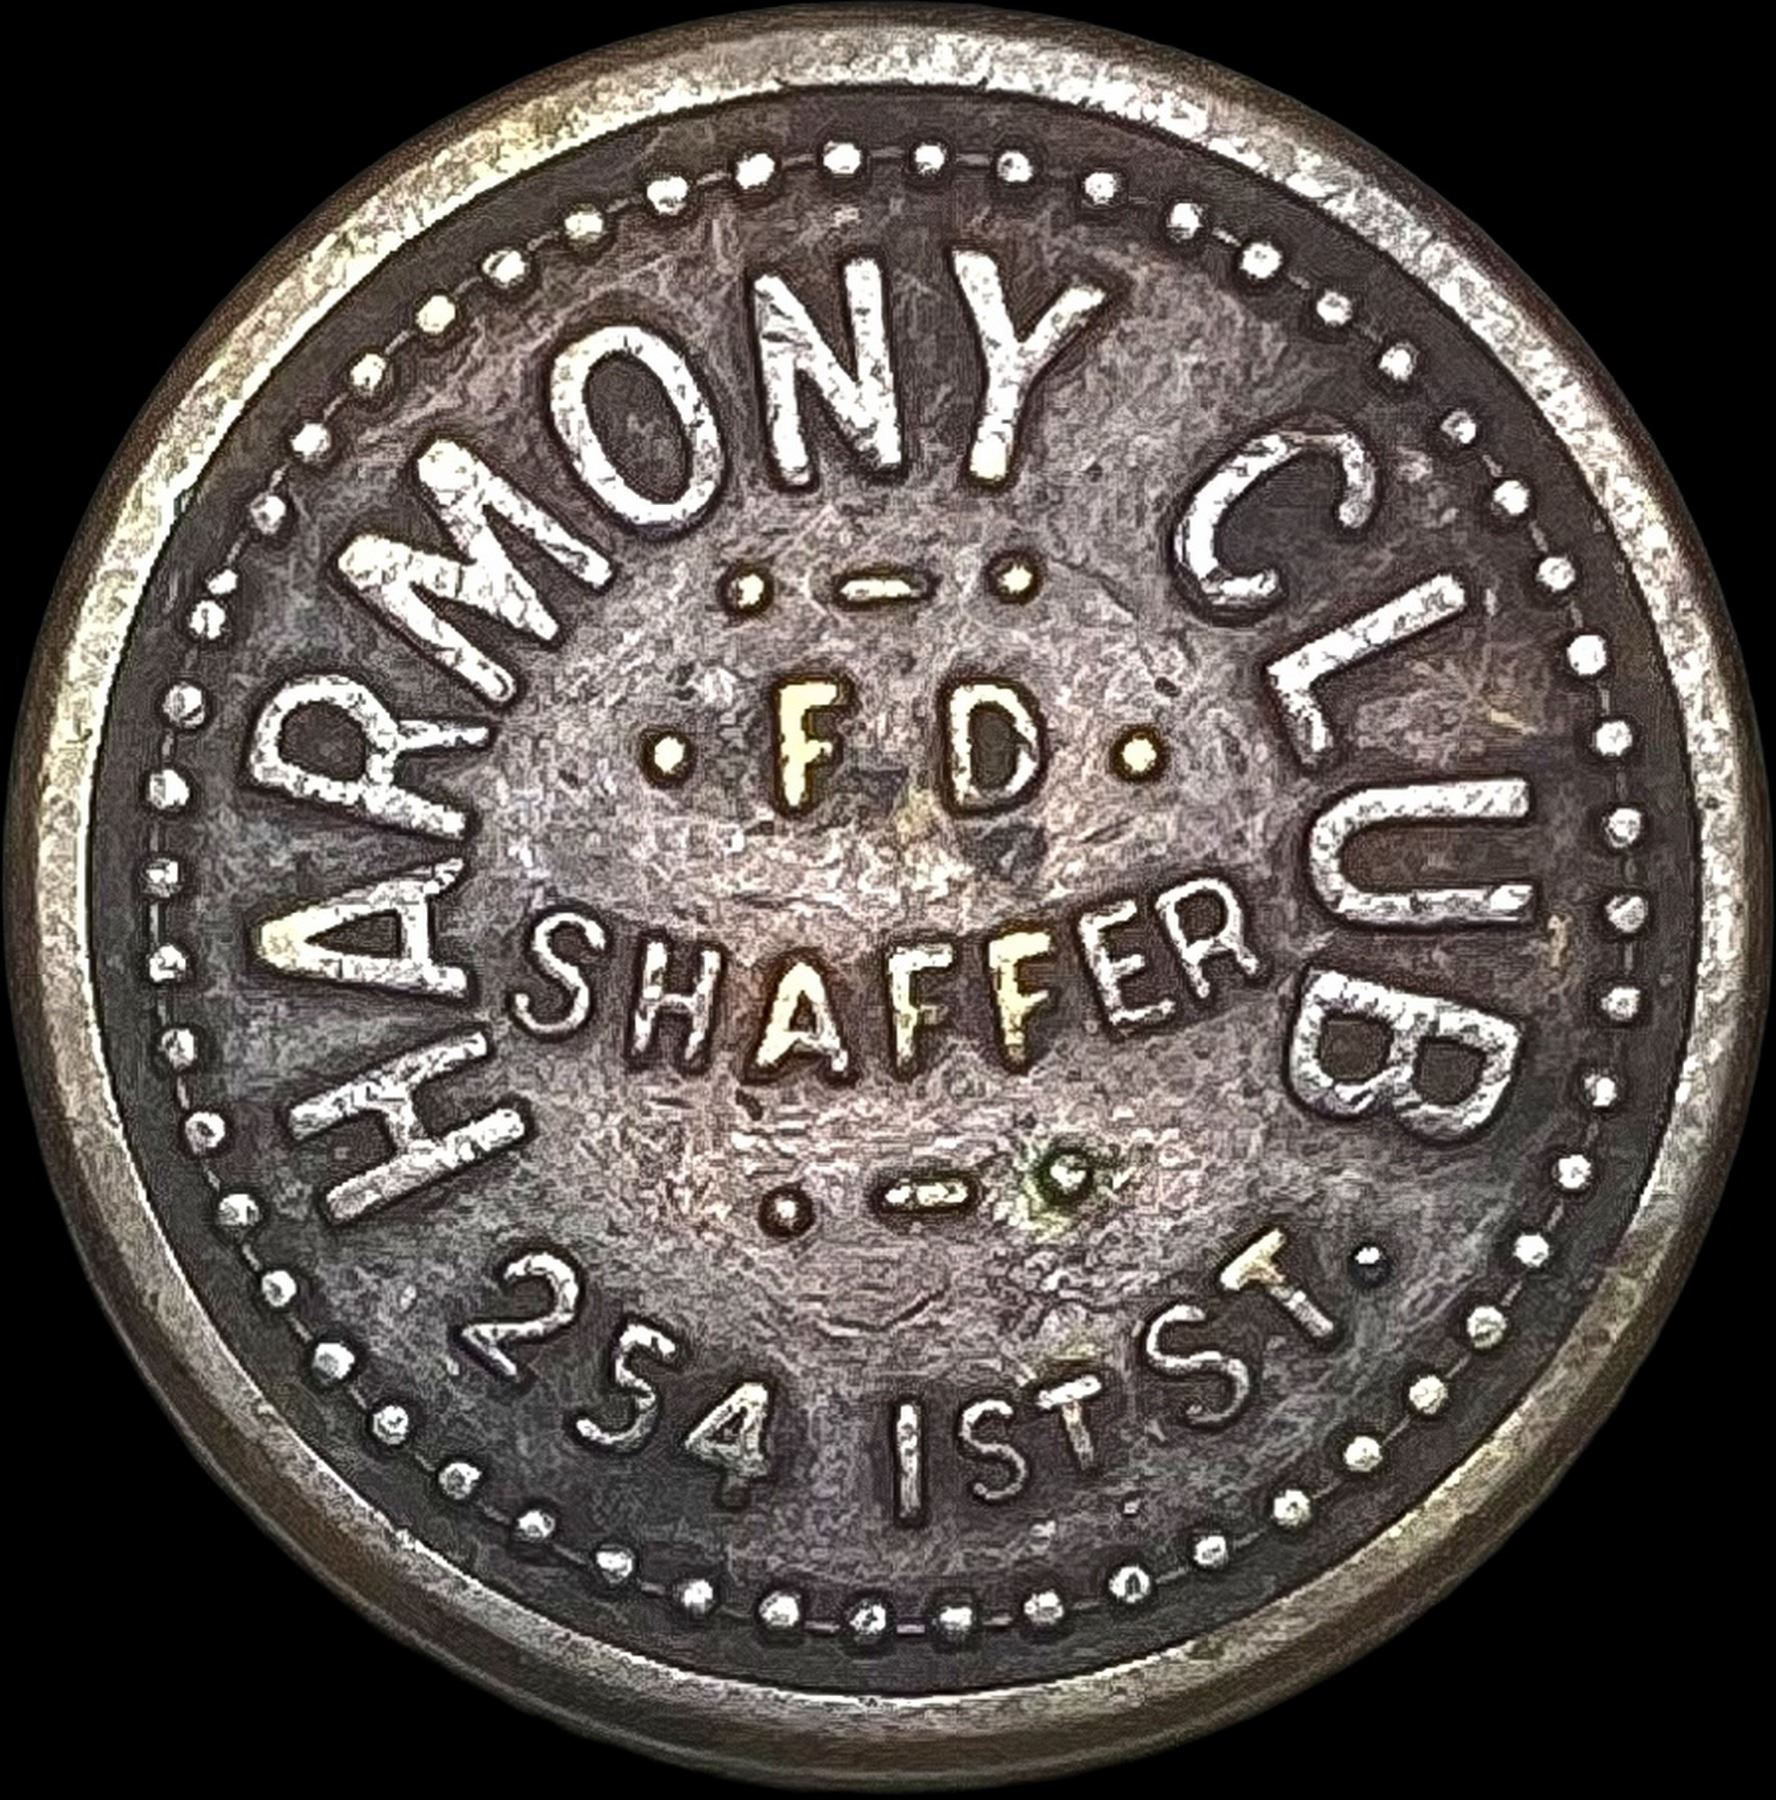 HARMONY CLUB
· — ·
· F D ·
SHAFFER
· — ·
254 1ST ST.